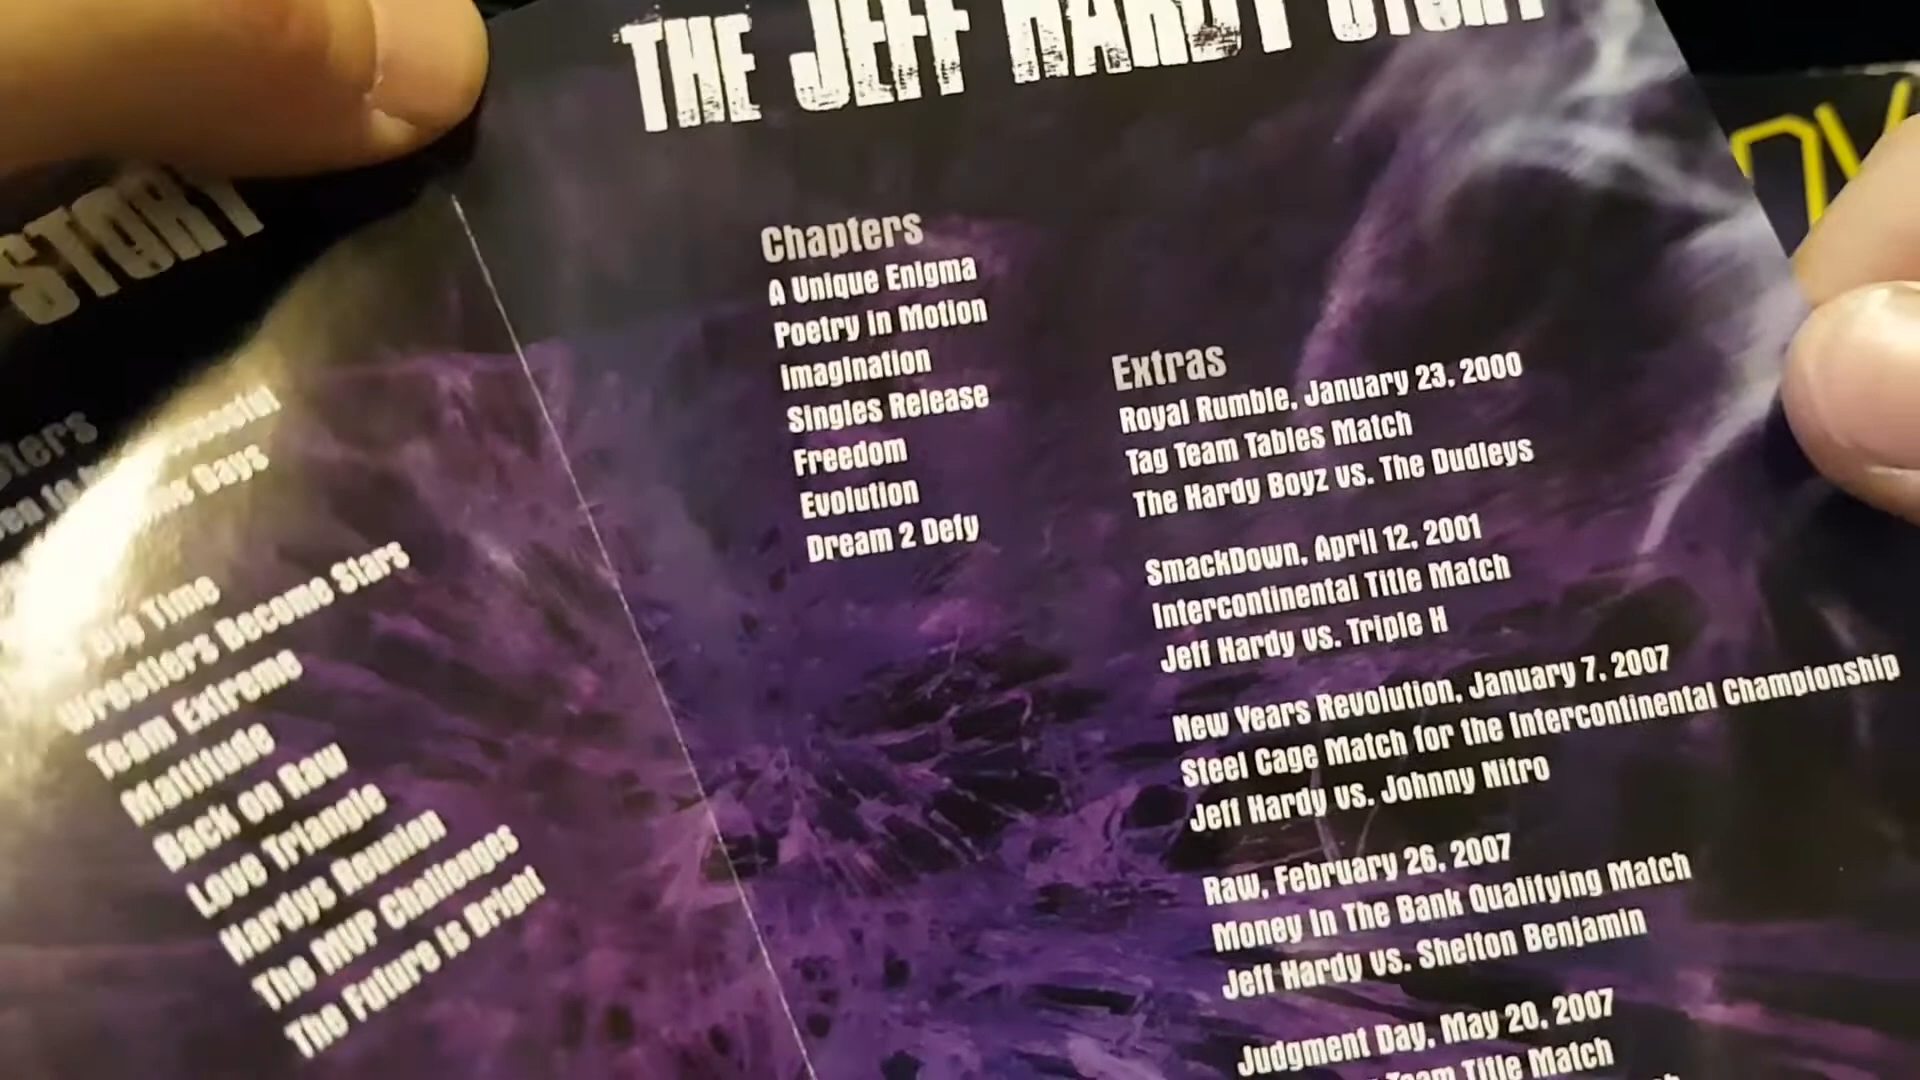 STORY
Big Time
Wrestlers Become Stars
Team Extreme
Mattitude
Back on Raw
Love Triangle
Hardys Reunion
The MVP Challenges
The Future is Bright
THE JEFF HARDY STORY
Chapters
A Unique Enigma
Poetry in Motion
Imagination
Singles Release
Freedom
Evolution
Dream 2 Defy
Extras
Royal Rumble, January 23, 2000
Tag Team Tables Match
The Hardy Boyz vs. The Dudleys
SmackDown, April 12, 2001
Intercontinental Title Match
Jeff Hardy vs. Triple H
New Years Revolution, January 7, 2007
Steel Cage Match for the Intercontinental Championship
Jeff Hardy vs. Johnny Nitro
Raw, February 26, 2007
Money In The Bank Qualifying Match
Jeff Hardy vs. Shelton Benjamin
Judgment Day, May 20, 2007
Team Title Match